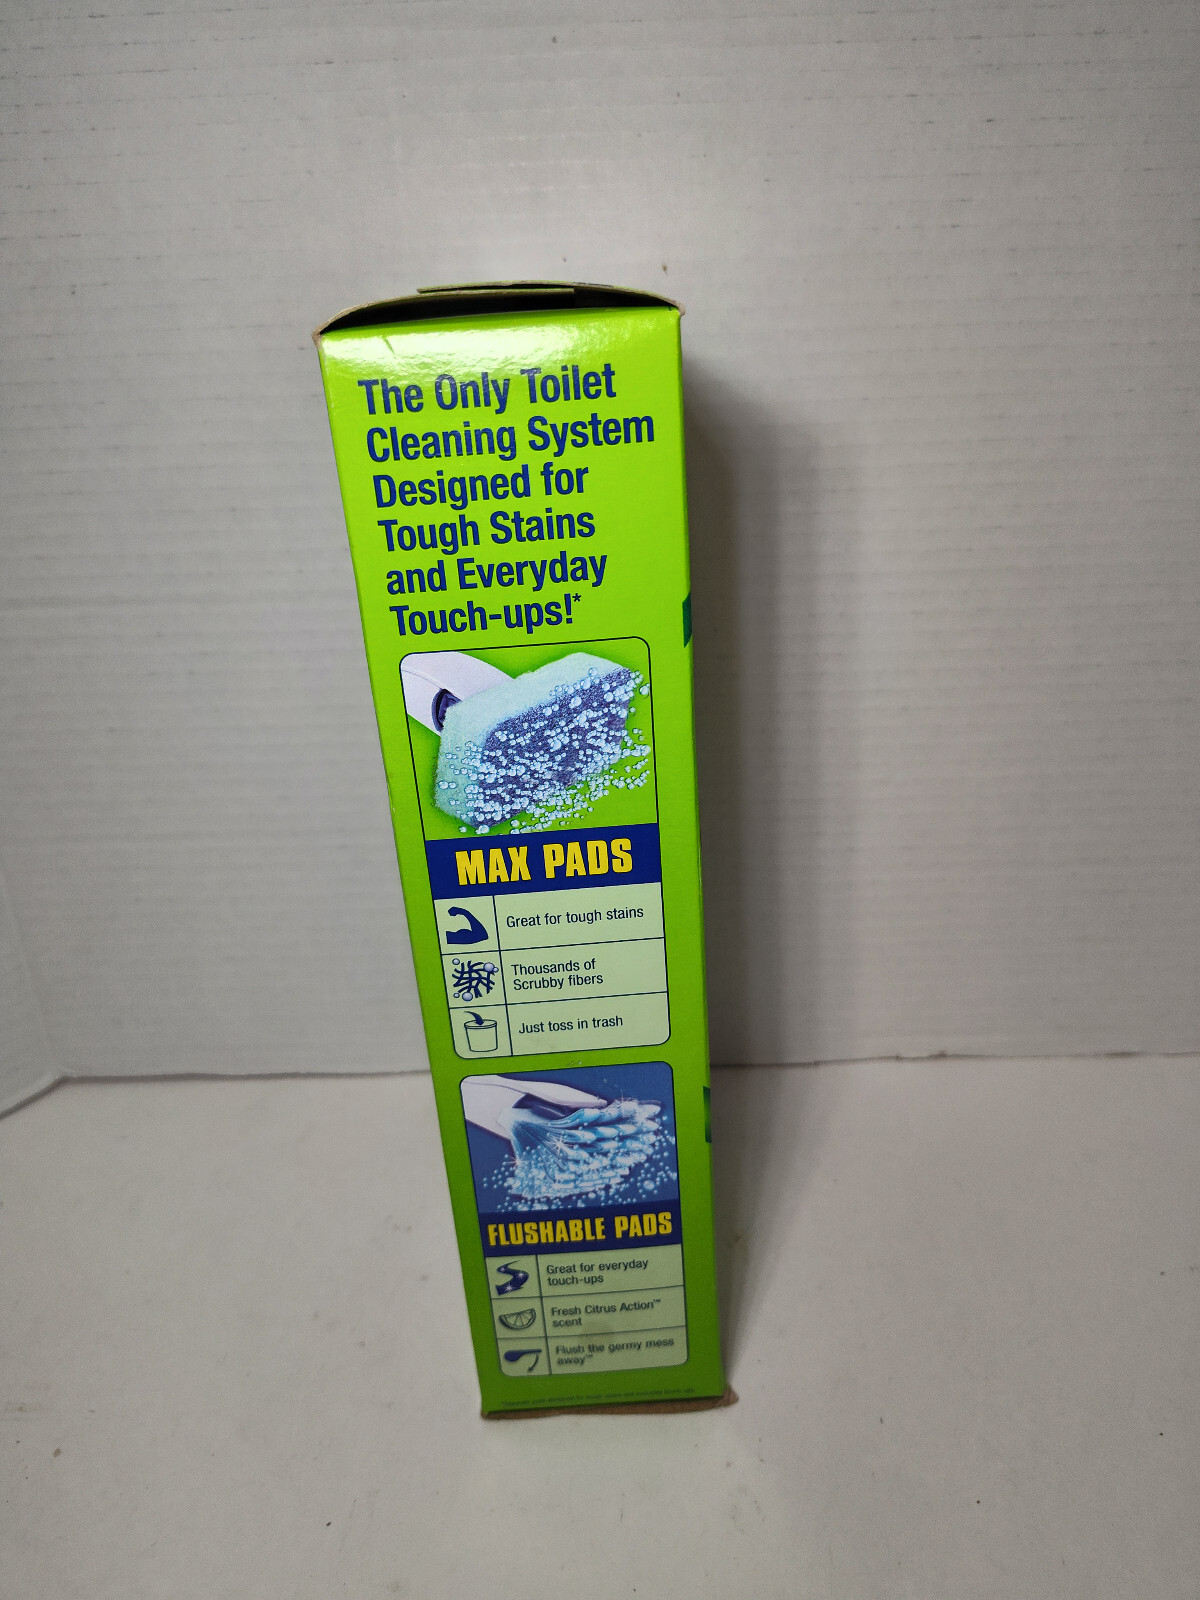 The Only Toilet
Cleaning System
Designed for
Tough Stains
and Everyday
Touch-ups!*
MAX PADS
Great for tough stains
Thousands of
Scrubby fibers
Just toss in trash
FLUSHABLE PADS
Great for everyday
touch-ups
Fresh Citrus Action™
scent
Flush the germy mess
away™